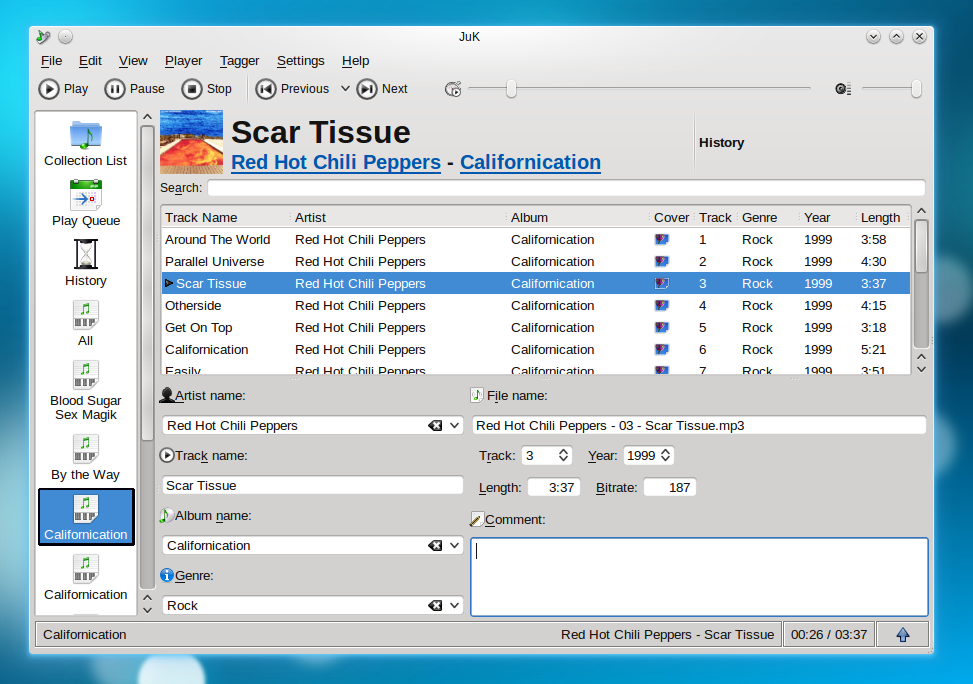 JuK
File Edit View Player Tagger Settings Help
Play Pause Stop Previous Next
Collection List
Play Queue
History
All
Blood Sugar
Sex Magik
By the Way
Californication
Californication
Scar Tissue
Red Hot Chili Peppers - Californication
History
Search:
Track Name Artist Album Cover Track Genre Year Length
Around The World Red Hot Chili Peppers Californication 1 Rock 1999 3:58
Parallel Universe Red Hot Chili Peppers Californication 2 Rock 1999 4:30
Scar Tissue Red Hot Chili Peppers Californication 3 Rock 1999 3:37
Otherside Red Hot Chili Peppers Californication 4 Rock 1999 4:15
Get On Top Red Hot Chili Peppers Californication 5 Rock 1999 3:18
Californication Red Hot Chili Peppers Californication 6 Rock 1999 5:21
Easily Red Hot Chili Peppers Californication 7 Rock 1999 3:51
Artist name: File name:
Red Hot Chili Peppers Red Hot Chili Peppers - 03 - Scar Tissue.mp3
Track name: Track: 3 Year: 1999
Scar Tissue Length: 3:37 Bitrate: 187
Album name: Comment:
Californication
Genre:
Rock
Californication Red Hot Chili Peppers - Scar Tissue 00:26 / 03:37